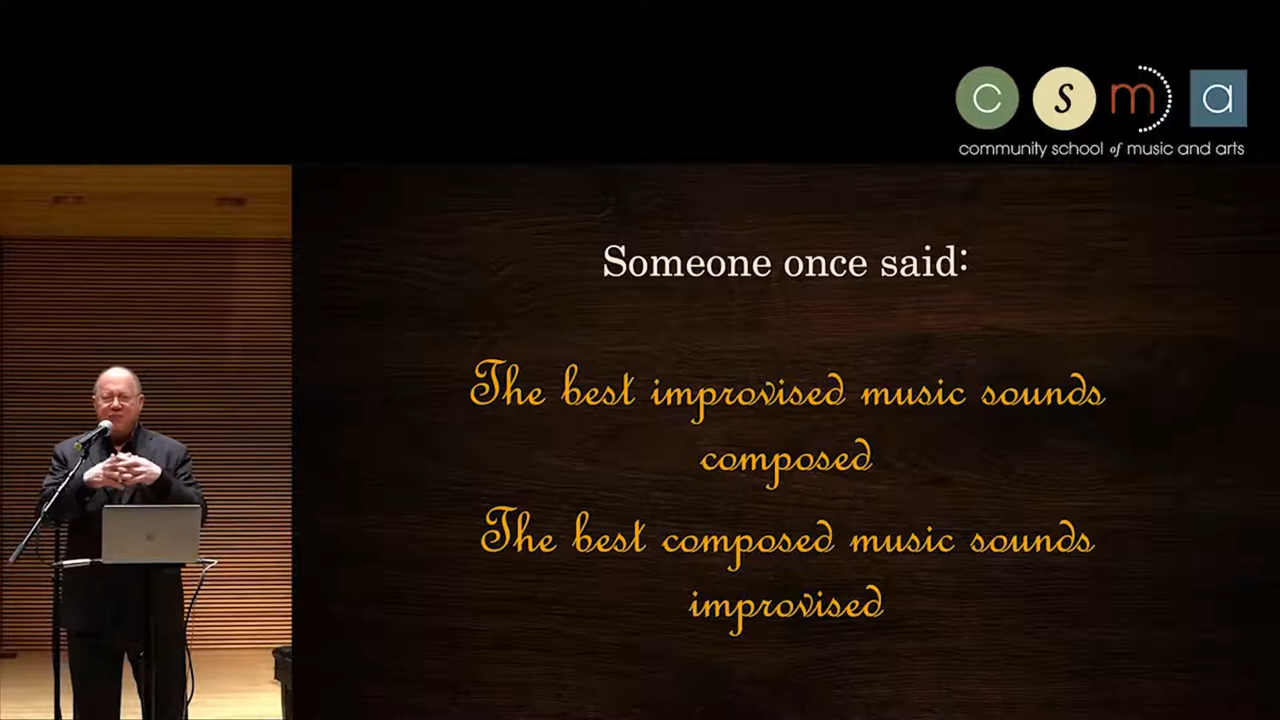 c s m a
community school of music and arts
Someone once said:
The best improvised music sounds
composed
The best composed music sounds
improvised